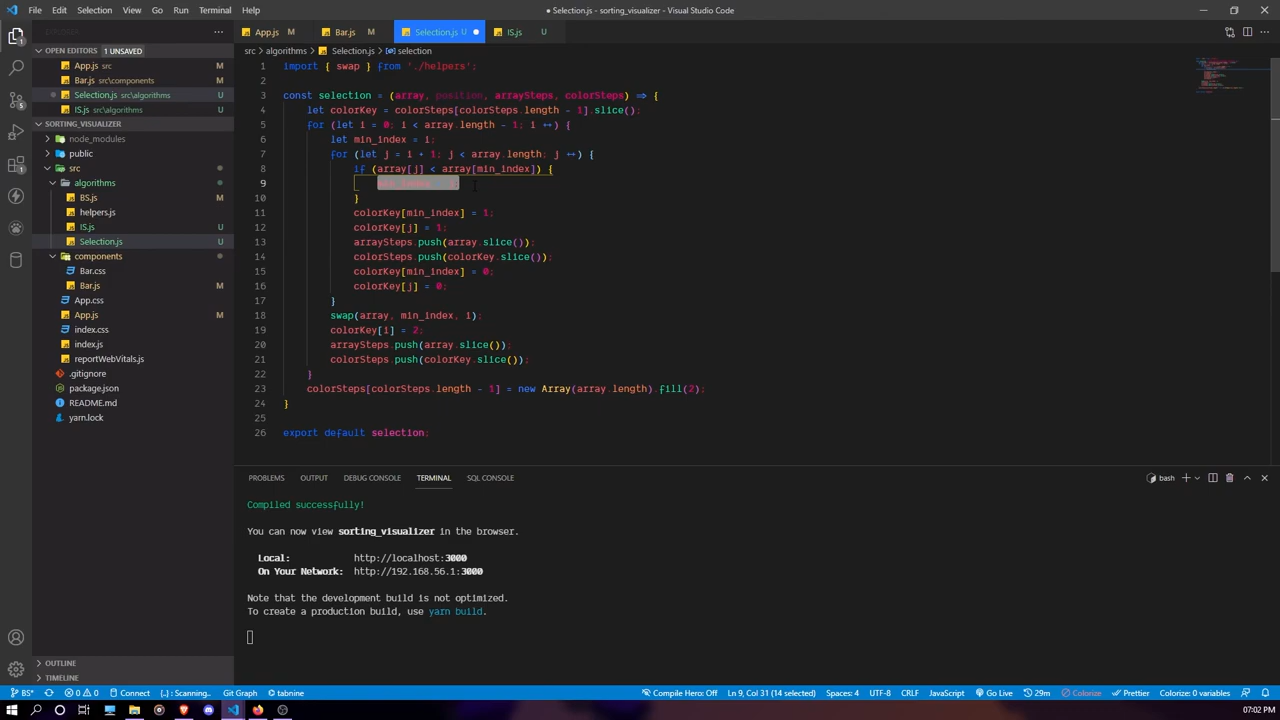 File Edit Selection View Go Run Terminal Help
● Selection.js - sorting_visualizer - Visual Studio Code
App.js M
Bar.js M
Selection.js U
IS.js U
OPEN EDITORS 1 UNSAVED
App.js src M
Bar.js src\components M
Selection.js src\algorithms U
IS.js src\algorithms U
SORTING_VISUALIZER
node_modules
public
src
algorithms
BS.js
helpers.js
IS.js U
Selection.js U
components
Bar.css
Bar.js M
App.css
App.js M
index.css
index.js
reportWebVitals.js
.gitignore
package.json
README.md
yarn.lock
OUTLINE
TIMELINE
src > algorithms > Selection.js > selection
1 import { swap } from './helpers';
2
3 const selection = (array, position, arraySteps, colorSteps) => {
4 let colorKey = colorSteps[colorSteps.length - 1].slice();
5 for (let i = 0; i < array.length - 1; i ++) {
6 let min_index = i;
7 for (let j = i + 1; j < array.length; j ++) {
8 if (array[j] < array[min_index]) {
9 min_index = j;
10 }
11 colorKey[min_index] = 1;
12 colorKey[j] = 1;
13 arraySteps.push(array.slice());
14 colorSteps.push(colorKey.slice());
15 colorKey[min_index] = 0;
16 colorKey[j] = 0;
17 }
18 swap(array, min_index, i);
19 colorKey[i] = 2;
20 arraySteps.push(array.slice());
21 colorSteps.push(colorKey.slice());
22 }
23 colorSteps[colorSteps.length - 1] = new Array(array.length).fill(2);
24 }
25
26 export default selection;
PROBLEMS OUTPUT DEBUG CONSOLE TERMINAL SQL CONSOLE
bash
Compiled successfully!
You can now view sorting_visualizer in the browser.
Local: http://localhost:3000
On Your Network: http://192.168.56.1:3000
Note that the development build is not optimized.
To create a production build, use yarn build.
BS* 0 0 Connect {..} : Scanning... Git Graph tabnine
Compile Hero: Off Ln 9, Col 31 (14 selected) Spaces: 4 UTF-8 CRLF JavaScript Go Live 29m Colorize Prettier Colorize: 0 variables
07:02 PM